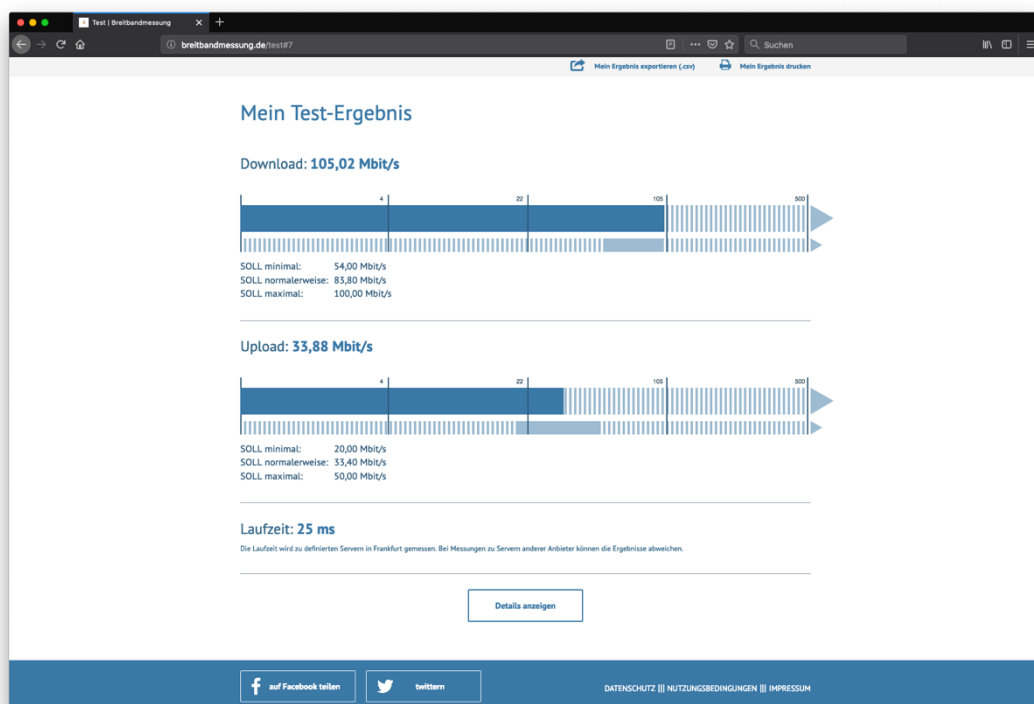 Test | Breitbandmessung
breitbandmessung.de/test#7
Suchen
Mein Ergebnis exportieren (.csv) Mein Ergebnis drucken
Mein Test-Ergebnis
Download: 105,02 Mbit/s
4 22 105 500
SOLL minimal: 54,00 Mbit/s
SOLL normalerweise: 83,80 Mbit/s
SOLL maximal: 100,00 Mbit/s
Upload: 33,88 Mbit/s
4 22 105 500
SOLL minimal: 20,00 Mbit/s
SOLL normalerweise: 33,40 Mbit/s
SOLL maximal: 50,00 Mbit/s
Laufzeit: 25 ms
Die Laufzeit wird zu definierten Servern in Frankfurt gemessen. Bei Messungen zu Servern anderer Anbieter können die Ergebnisse abweichen.
Details anzeigen
auf Facebook teilen twittern DATENSCHUTZ ||| NUTZUNGSBEDINGUNGEN ||| IMPRESSUM